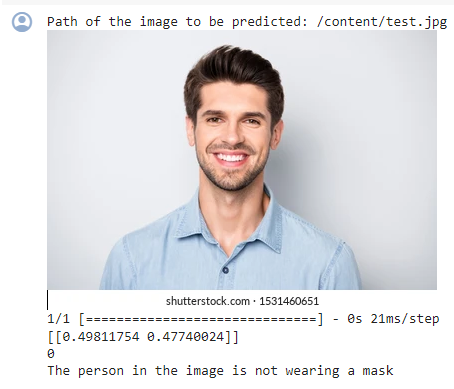 Path of the image to be predicted: /content/test.jpg
shutterstock.com · 1531460651
1/1 [==============================] - 0s 21ms/step
[[0.49811754 0.47740024]]
0
The person in the image is not wearing a mask